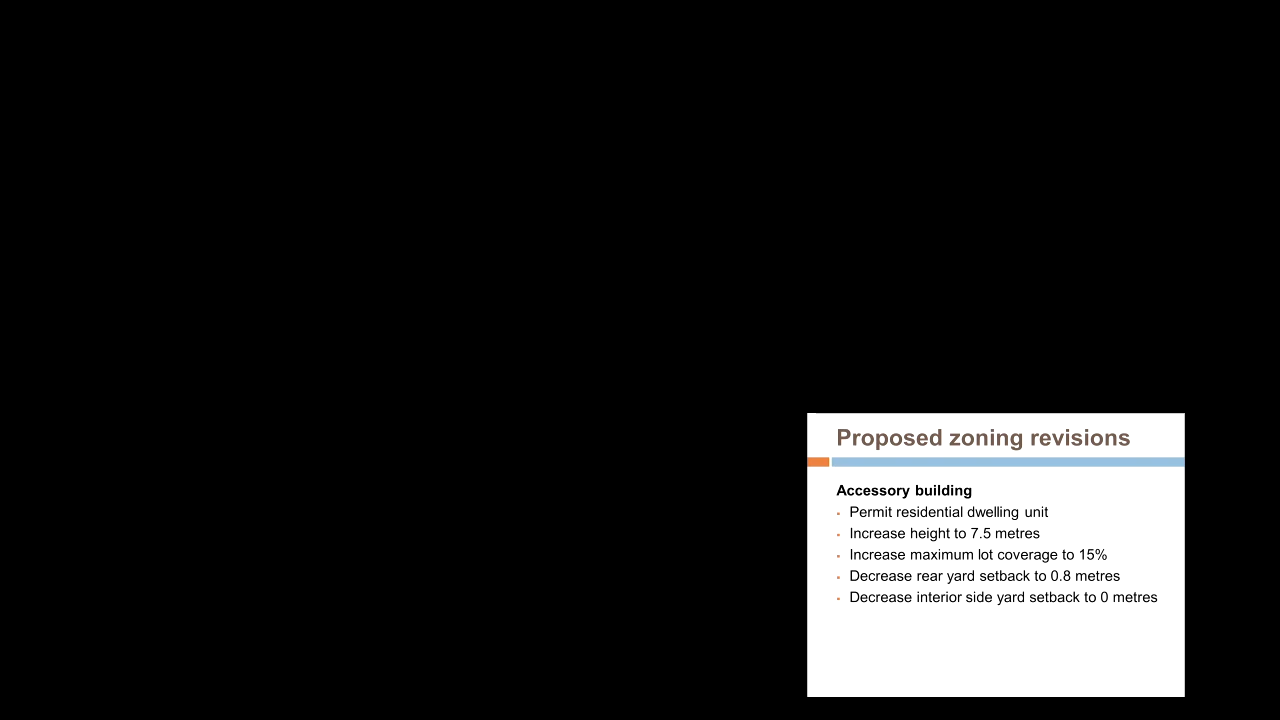 Proposed zoning revisions
Accessory building
Permit residential dwelling unit
Increase height to 7.5 metres
Increase maximum lot coverage to 15%
Decrease rear yard setback to 0.8 metres
Decrease interior side yard setback to 0 metres